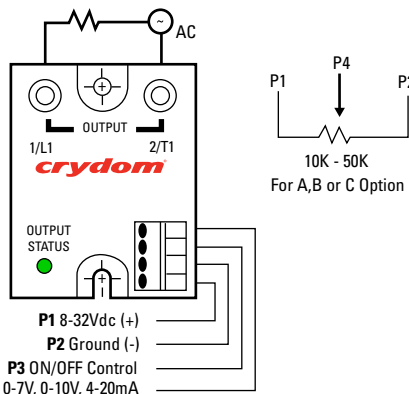 AC
OUTPUT
1/L1
2/T1
crydom
OUTPUT
STATUS
P1 8-32Vdc (+)
P2 Ground (-)
P3 ON/OFF Control
0-7V, 0-10V, 4-20mA
P1
P4
P2
10K - 50K
For A,B or C Option